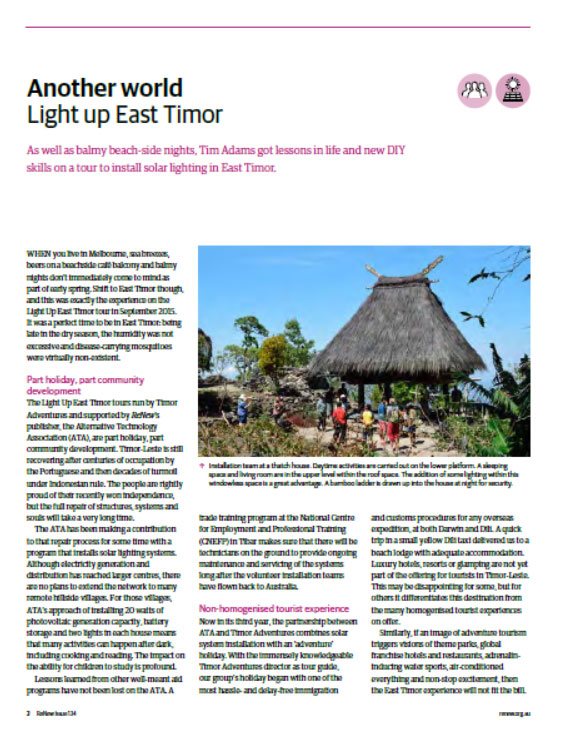 Another world
Light up East Timor
As well as balmy beach-side nights, Tim Adams got lessons in life and new DIY
skills on a tour to install solar lighting in East Timor.
WHEN you live in Melbourne, sea breezes,
beers on a beachside café balcony and balmy
nights don't immediately come to mind as
part of early spring. Shift to East Timor though,
and this was exactly the experience on the
Light Up East Timor tour in September 2015.
It was a perfect time to be in East Timor: being
late in the dry season, the humidity was not
excessive and disease-carrying mosquitoes
were virtually non-existent.
Part holiday, part community
development
The Light Up East Timor tours run by Timor
Adventures and supported by ReNew's
publisher, the Alternative Technology
Association (ATA), are part holiday, part
community development. Timor-Leste is still
recovering after centuries of occupation by
the Portuguese and then decades of turmoil
under Indonesian rule. The people are rightly
proud of their recently won independence,
but the full repair of structures, systems and
souls will take a very long time.
The ATA has been making a contribution
to that repair process for some time with a
program that installs solar lighting systems.
Although electricity generation and
distribution has reached larger centres, there
are no plans to extend the network to many
remote hillside villages. For those villages,
ATA's approach of installing 20 watts of
photovoltaic generation capacity, battery
storage and two lights in each house means
that many activities can happen after dark,
including cooking and reading. The impact on
the ability for children to study is profound.
Lessons learned from other well-meant aid
programs have not been lost on the ATA. A
↑ Installation team at a thatch house. Daytime activities are carried out on the lower platform. A sleeping
space and living room are in the upper level within the roof space. The addition of some lighting within this
windowless space is a great advantage. A bamboo ladder is drawn up into the house at night for security.
trade training program at the National Centre
for Employment and Professional Training
(CNEFP) in Tibar makes sure that there will be
technicians on the ground to provide ongoing
maintenance and servicing of the systems
long after the volunteer installation teams
have flown back to Australia.
Non-homogenised tourist experience
Now in its third year, the partnership between
ATA and Timor Adventures combines solar
system installation with an 'adventure'
holiday. With the immensely knowledgeable
Timor Adventures director as tour guide,
our group's holiday began with one of the
most hassle- and delay-free immigration
and customs procedures for any overseas
expedition, at both Darwin and Dili. A quick
trip in a small yellow Dili taxi delivered us to a
beach lodge with adequate accommodation.
Luxury hotels, resorts or glamping are not yet
part of the offering for tourists in Timor-Leste.
This may be disappointing for some, but for
others it differentiates this destination from
the many homogenised tourist experiences
on offer.
Similarly, if an image of adventure tourism
triggers visions of theme parks, global
franchise hotels and restaurants, adrenalin-
inducing water sports, air-conditioned
everything and non-stop excitement, then
the East Timor experience will not fit the bill.
2 ReNew Issue 134
renew.org.au